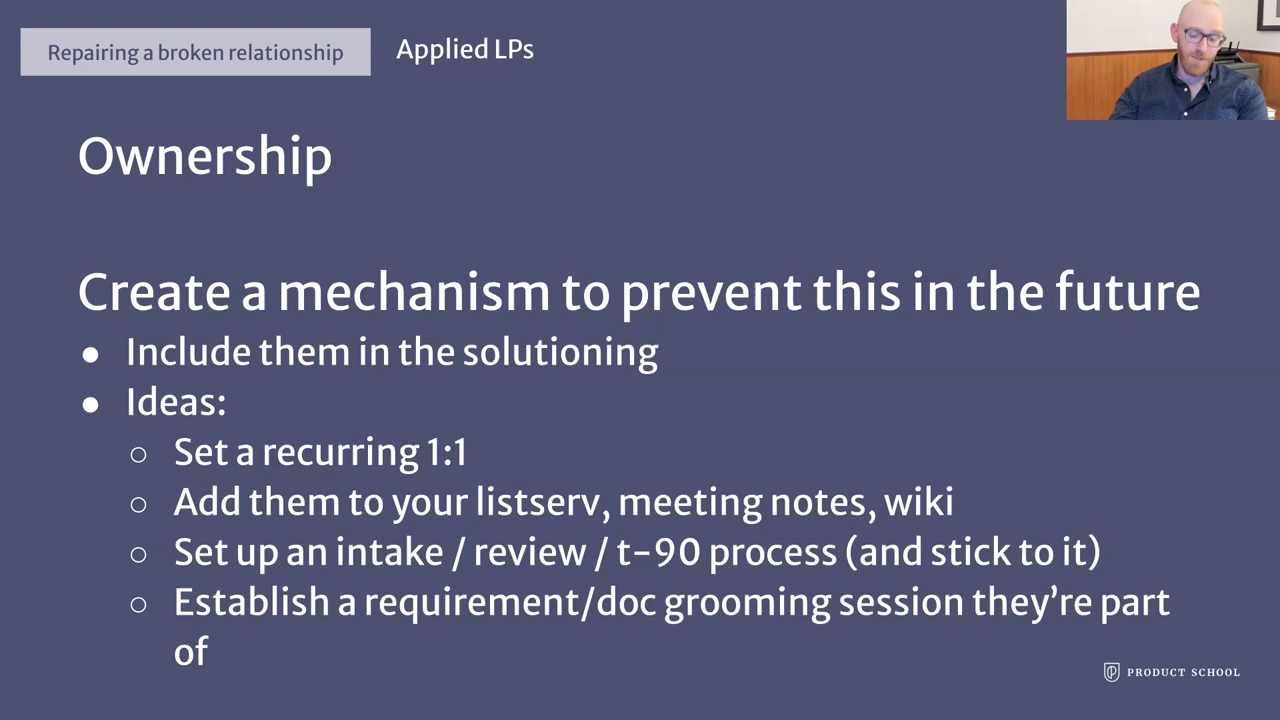 Repairing a broken relationship
Applied LPs
Ownership
Create a mechanism to prevent this in the future
● Include them in the solutioning
● Ideas:
○ Set a recurring 1:1
○ Add them to your listserv, meeting notes, wiki
○ Set up an intake / review / t-90 process (and stick to it)
○ Establish a requirement/doc grooming session they’re part
of
PRODUCT SCHOOL